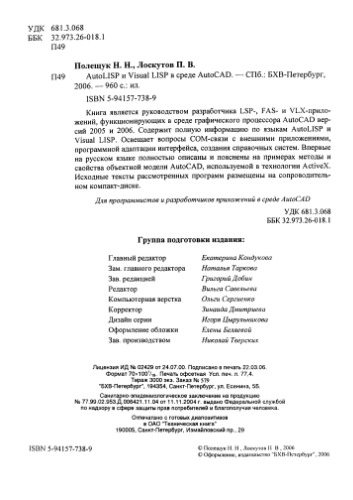 УДК 681.3.068
ББК 32.973.26-018.1
П49
Полещук Н. Н., Лоскутов П. В.
П49 AutoLISP и Visual LISP в среде AutoCAD. — СПб.: БХВ-Петербург,
2006. — 960 с.: ил.
ISBN 5-94157-738-9
Книга является руководством разработчика LSP-, FAS- и VLX-прило-
жений, функционирующих в среде графического процессора AutoCAD вер-
сий 2005 и 2006. Содержит полную информацию по языкам AutoLISP и
Visual LISP. Освещает вопросы COM-связи с внешними приложениями,
программной адаптации интерфейса, создания справочных систем. Впервые
на русском языке полностью описаны и пояснены на примерах методы и
свойства объектной модели AutoCAD, используемой в технологии ActiveX.
Исходные тексты рассмотренных программ размещены на сопроводитель-
ном компакт-диске.
Для программистов и разработчиков приложений в среде AutoCAD
УДК 681.3.068
ББК 32.973.26-018.1
Группа подготовки издания:
Главный редактор Екатерина Кондукова
Зам. главного редактора Наталья Таркова
Зав. редакцией Григорий Добин
Редактор Вильга Савельева
Компьютерная верстка Ольги Сергиенко
Корректор Зинаида Дмитриева
Дизайн серии Игоря Цырульникова
Оформление обложки Елены Беляевой
Зав. производством Николай Тверских
Лицензия ИД № 02429 от 24.07.00. Подписано в печать 22.03.06.
Формат 70×100 1/16. Печать офсетная. Усл. печ. л. 77,4.
Тираж 3000 экз. Заказ № 579
"БХВ-Петербург", 194354, Санкт-Петербург, ул. Есенина, 5Б.
Санитарно-эпидемиологическое заключение на продукцию
№ 77.99.02.953.Д.006421.11.04 от 11.11.2004 г. выдано Федеральной службой
по надзору в сфере защиты прав потребителей и благополучия человека.
Отпечатано с готовых диапозитивов
в ОАО "Техническая книга"
190005, Санкт-Петербург, Измайловский пр., 29
ISBN 5-94157-738-9
© Полещук Н. Н., Лоскутов П. В., 2006
© Оформление, издательство "БХВ-Петербург", 2006